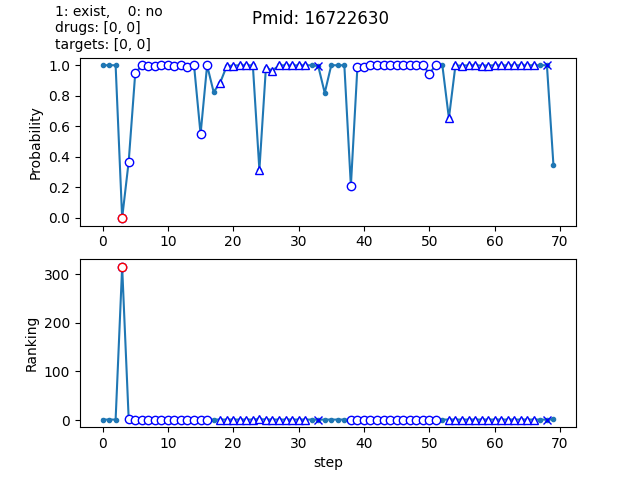 1: exist,    0: no
drugs: [0, 0]
targets: [0, 0]
Pmid: 16722630
Probability
1.0
0.8
0.6
0.4
0.2
0.0
0 10 20 30 40 50 60 70
Ranking
300
200
100
0
0 10 20 30 40 50 60 70
step